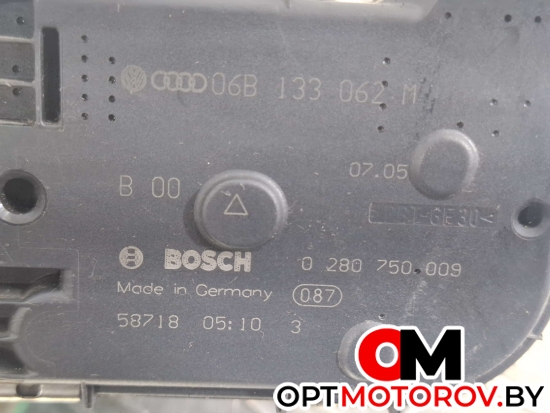 06B 133 062 M
07.05
B 00
BOSCH 0 280 750 009
Made in Germany 087
58718 05:10 3
OM
OPTMOTOROV.BY